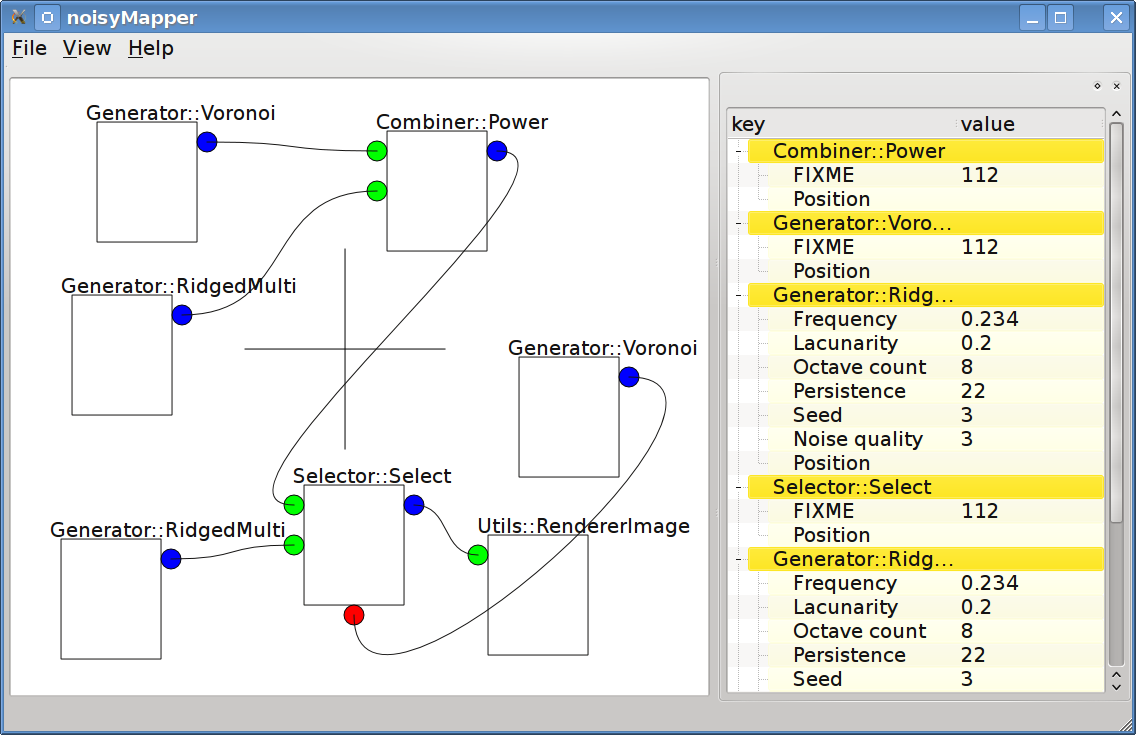 noisyMapper
File View Help
Generator::Voronoi
Combiner::Power
Generator::RidgedMulti
Generator::Voronoi
Selector::Select
Generator::RidgedMulti
Utils::RendererImage
key value
Combiner::Power
FIXME 112
Position
Generator::Voro...
FIXME 112
Position
Generator::Ridg...
Frequency 0.234
Lacunarity 0.2
Octave count 8
Persistence 22
Seed 3
Noise quality 3
Position
Selector::Select
FIXME 112
Position
Generator::Ridg...
Frequency 0.234
Lacunarity 0.2
Octave count 8
Persistence 22
Seed 3